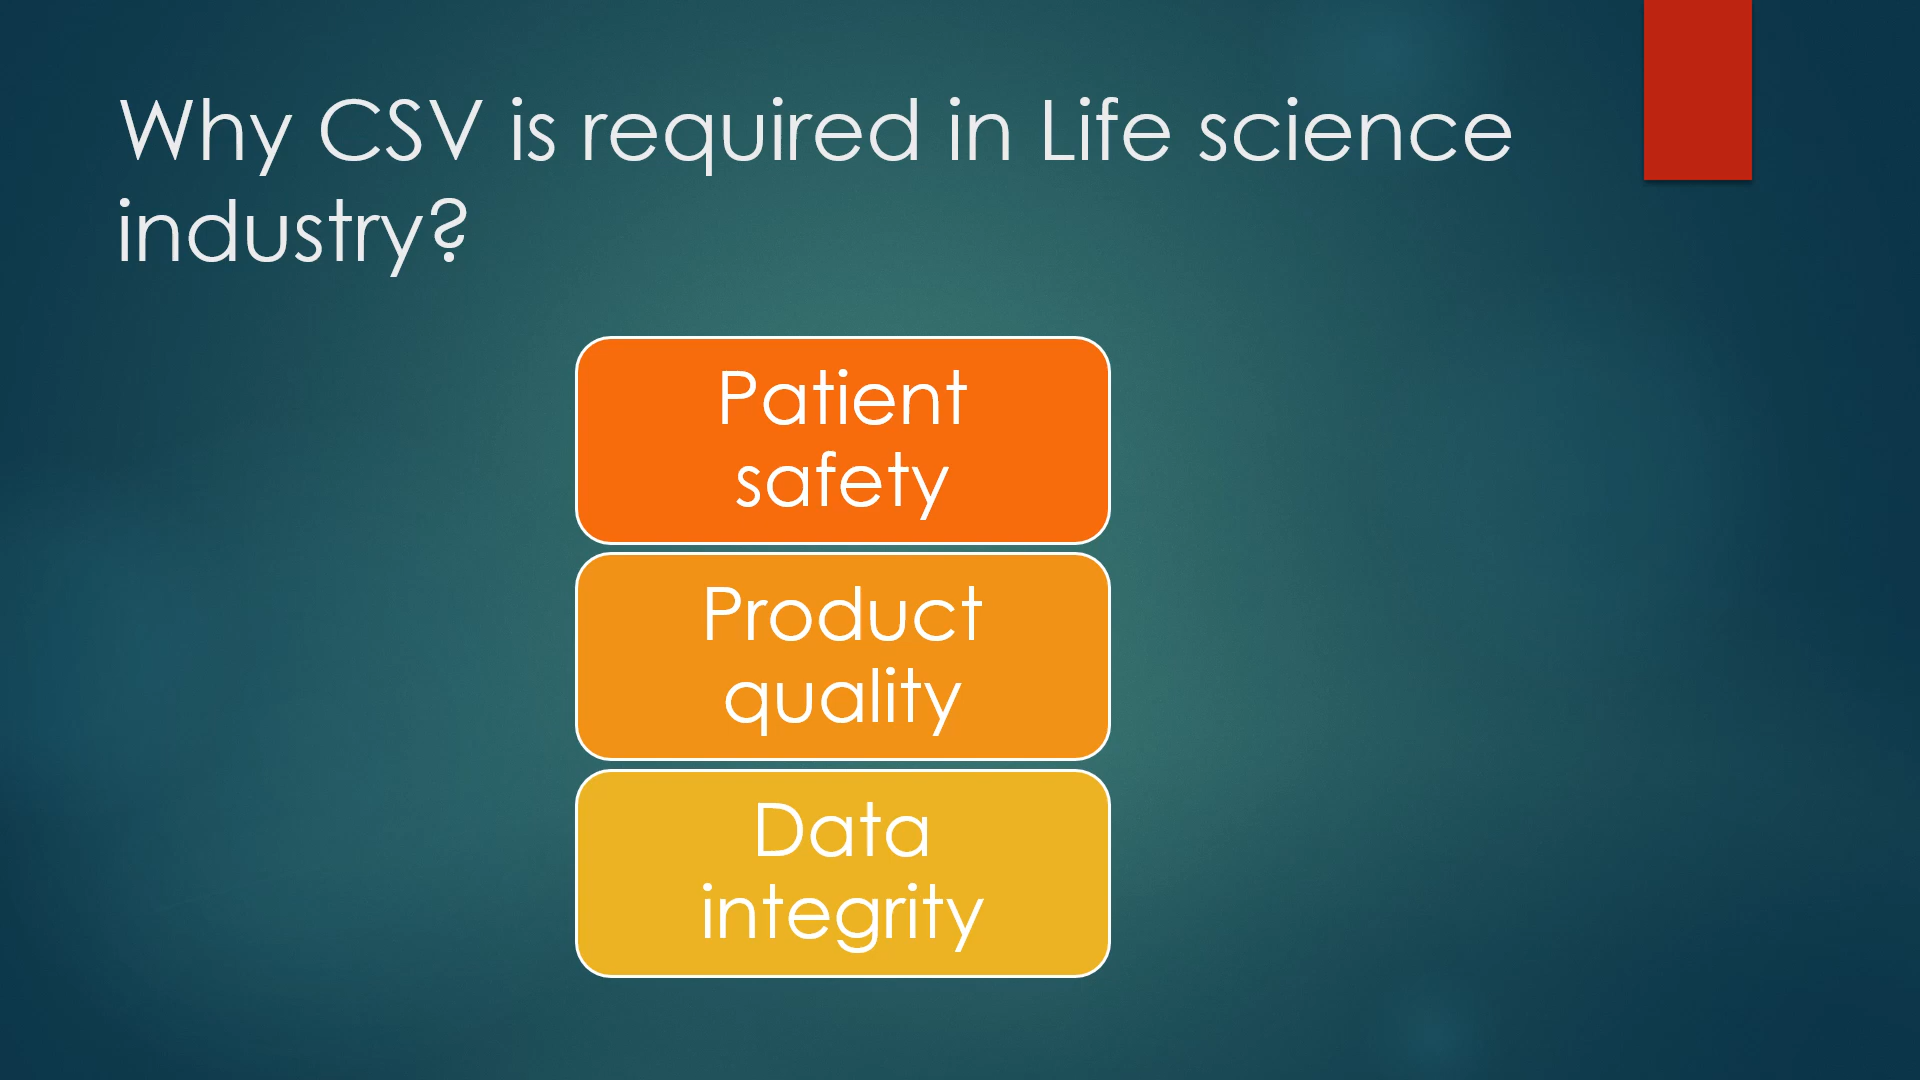 Why CSV is required in Life science
industry?
Patient
safety
Product
quality
Data
integrity